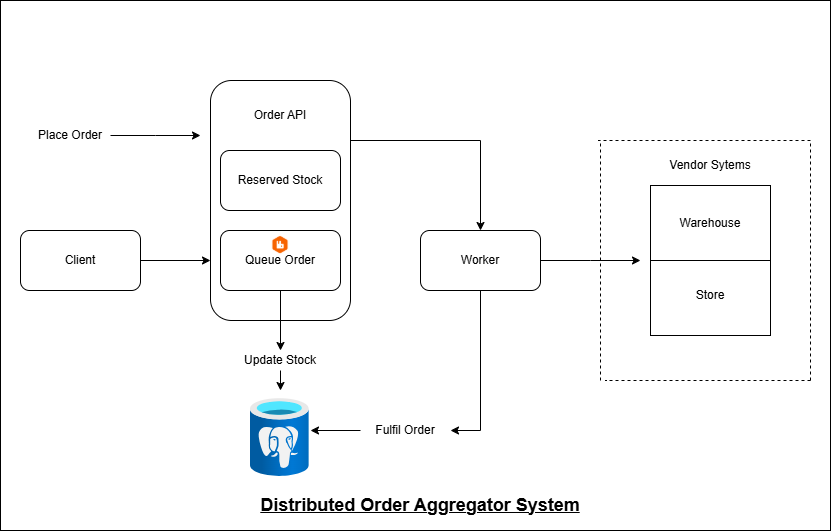 Order API
Place Order
Reserved Stock
Vendor Sytems
Warehouse
Client
Queue Order
Worker
Store
Update Stock
Fulfil Order
Distributed Order Aggregator System